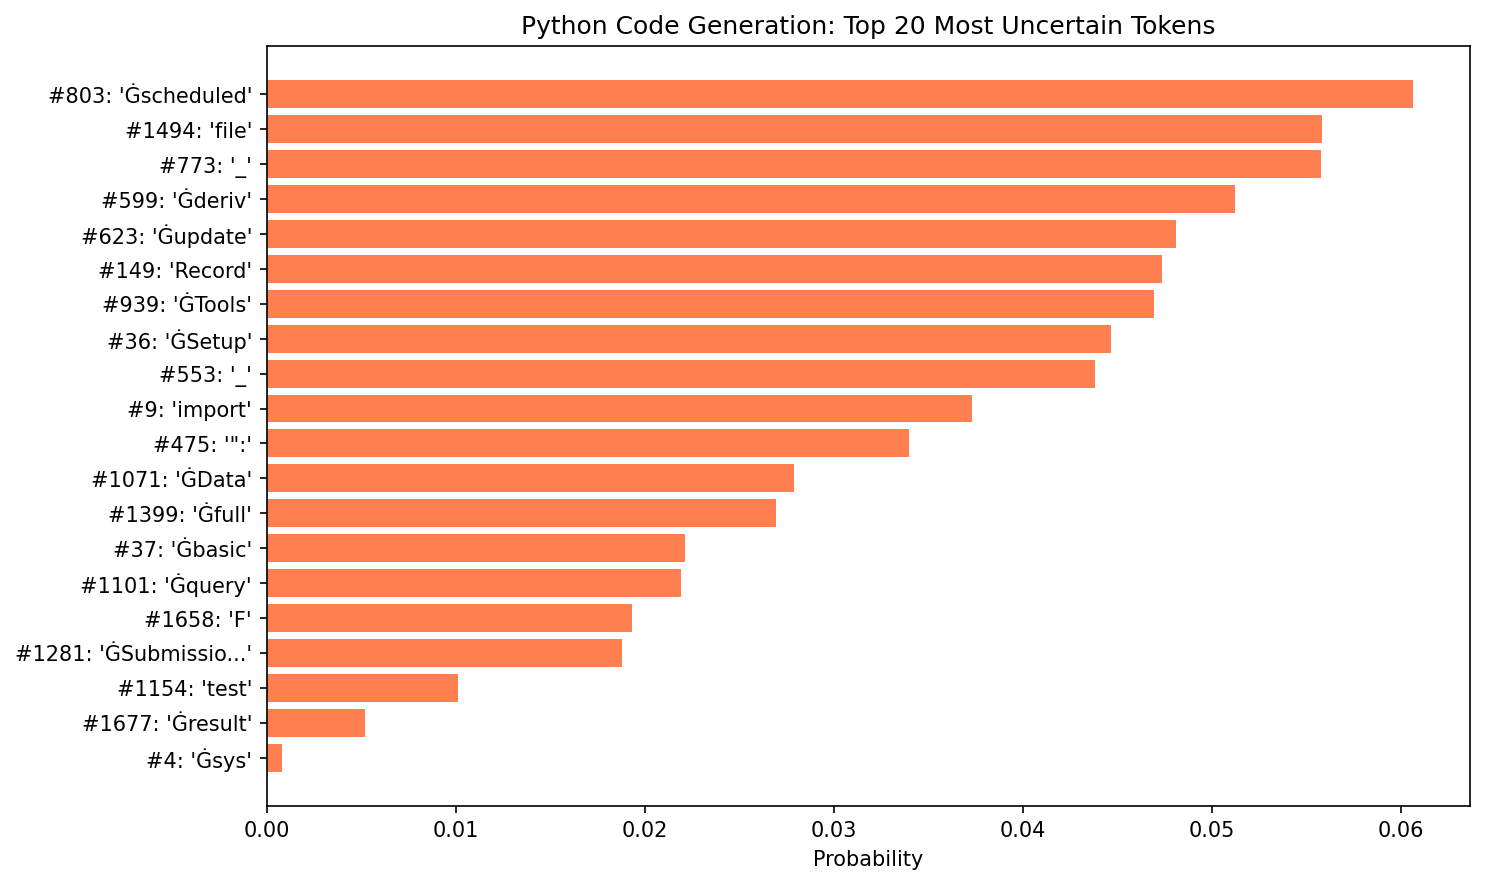 Python Code Generation: Top 20 Most Uncertain Tokens
#803: 'Ġscheduled'
#1494: 'file'
#773: '_'
#599: 'Ġderiv'
#623: 'Ġupdate'
#149: 'Record'
#939: 'ĠTools'
#36: 'ĠSetup'
#553: '_'
#9: 'import'
#475: '":'
#1071: 'ĠData'
#1399: 'Ġfull'
#37: 'Ġbasic'
#1101: 'Ġquery'
#1658: 'F'
#1281: 'ĠSubmissio...'
#1154: 'test'
#1677: 'Ġresult'
#4: 'Ġsys'
0.00 0.01 0.02 0.03 0.04 0.05 0.06
Probability